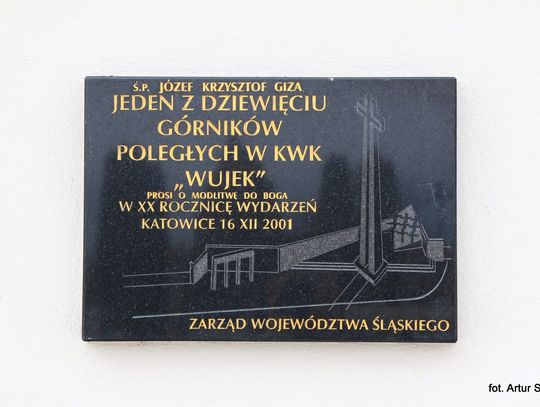 Ś.P. JÓZEF KRZYSZTOF GIZA
JEDEN Z DZIEWIĘCIU
GÓRNIKÓW
POLEGŁYCH W KWK
„WUJEK”
PROSI O MODLITWĘ DO BOGA
W XX ROCZNICĘ WYDARZEŃ
KATOWICE 16 XII 2001
ZARZĄD WOJEWÓDZTWA ŚLĄSKIEGO
fot. Artur S